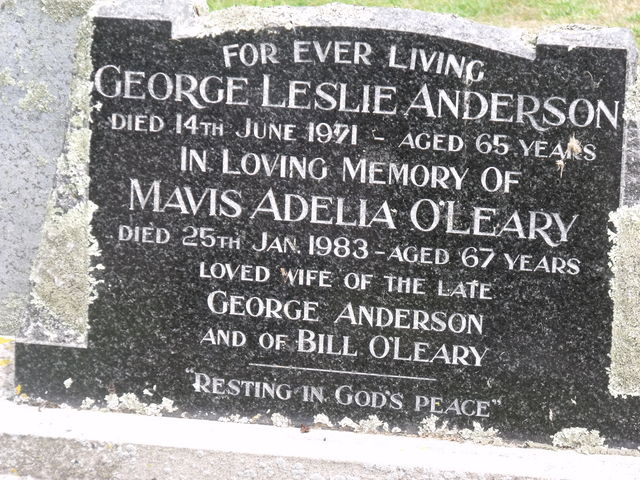 FOR EVER LIVING
GEORGE LESLIE ANDERSON
DIED 14TH JUNE 1971 - AGED 65 YEARS
IN LOVING MEMORY OF
MAVIS ADELIA O'LEARY
DIED 25TH JAN. 1983 - AGED 67 YEARS
LOVED WIFE OF THE LATE
GEORGE ANDERSON
AND OF BILL O'LEARY
"RESTING IN GOD'S PEACE"